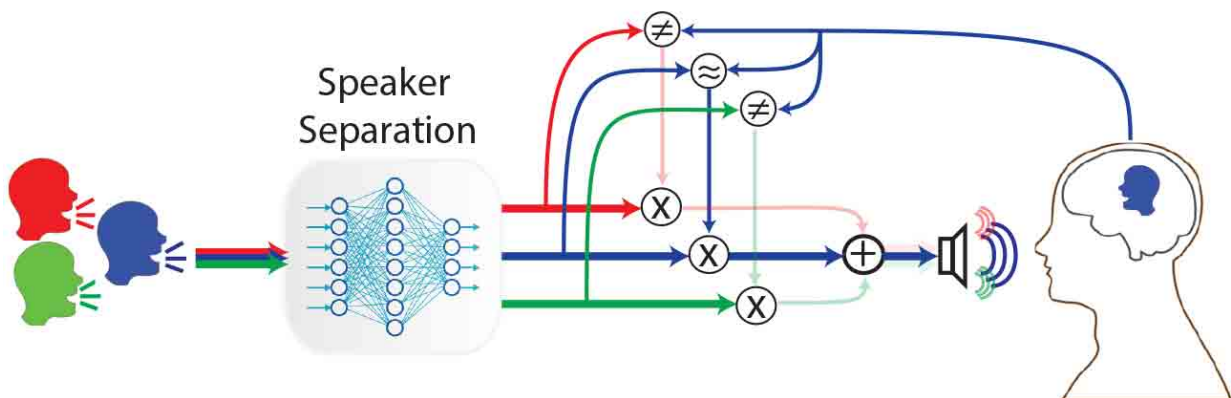 ≠
≈
≠
Speaker
Separation
X
X
+
X